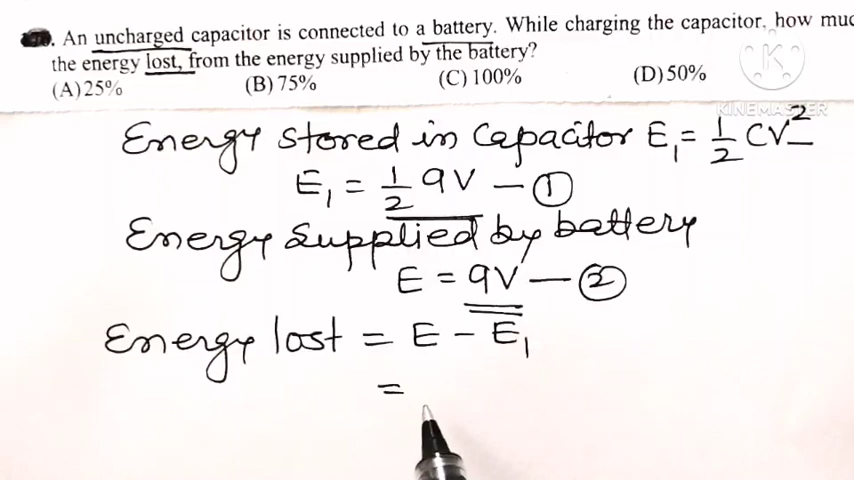 . An uncharged capacitor is connected to a battery. While charging the capacitor, how muc
the energy lost, from the energy supplied by the battery?
(A) 25% (B) 75% (C) 100% (D) 50%
K
KINEMASTER
Energy stored in Capacitor E₁ = 1/2 CV²
E₁ = 1/2 qV — ①
Energy Supplied by battery
E = qV — ②
Energy lost = E − E₁
=